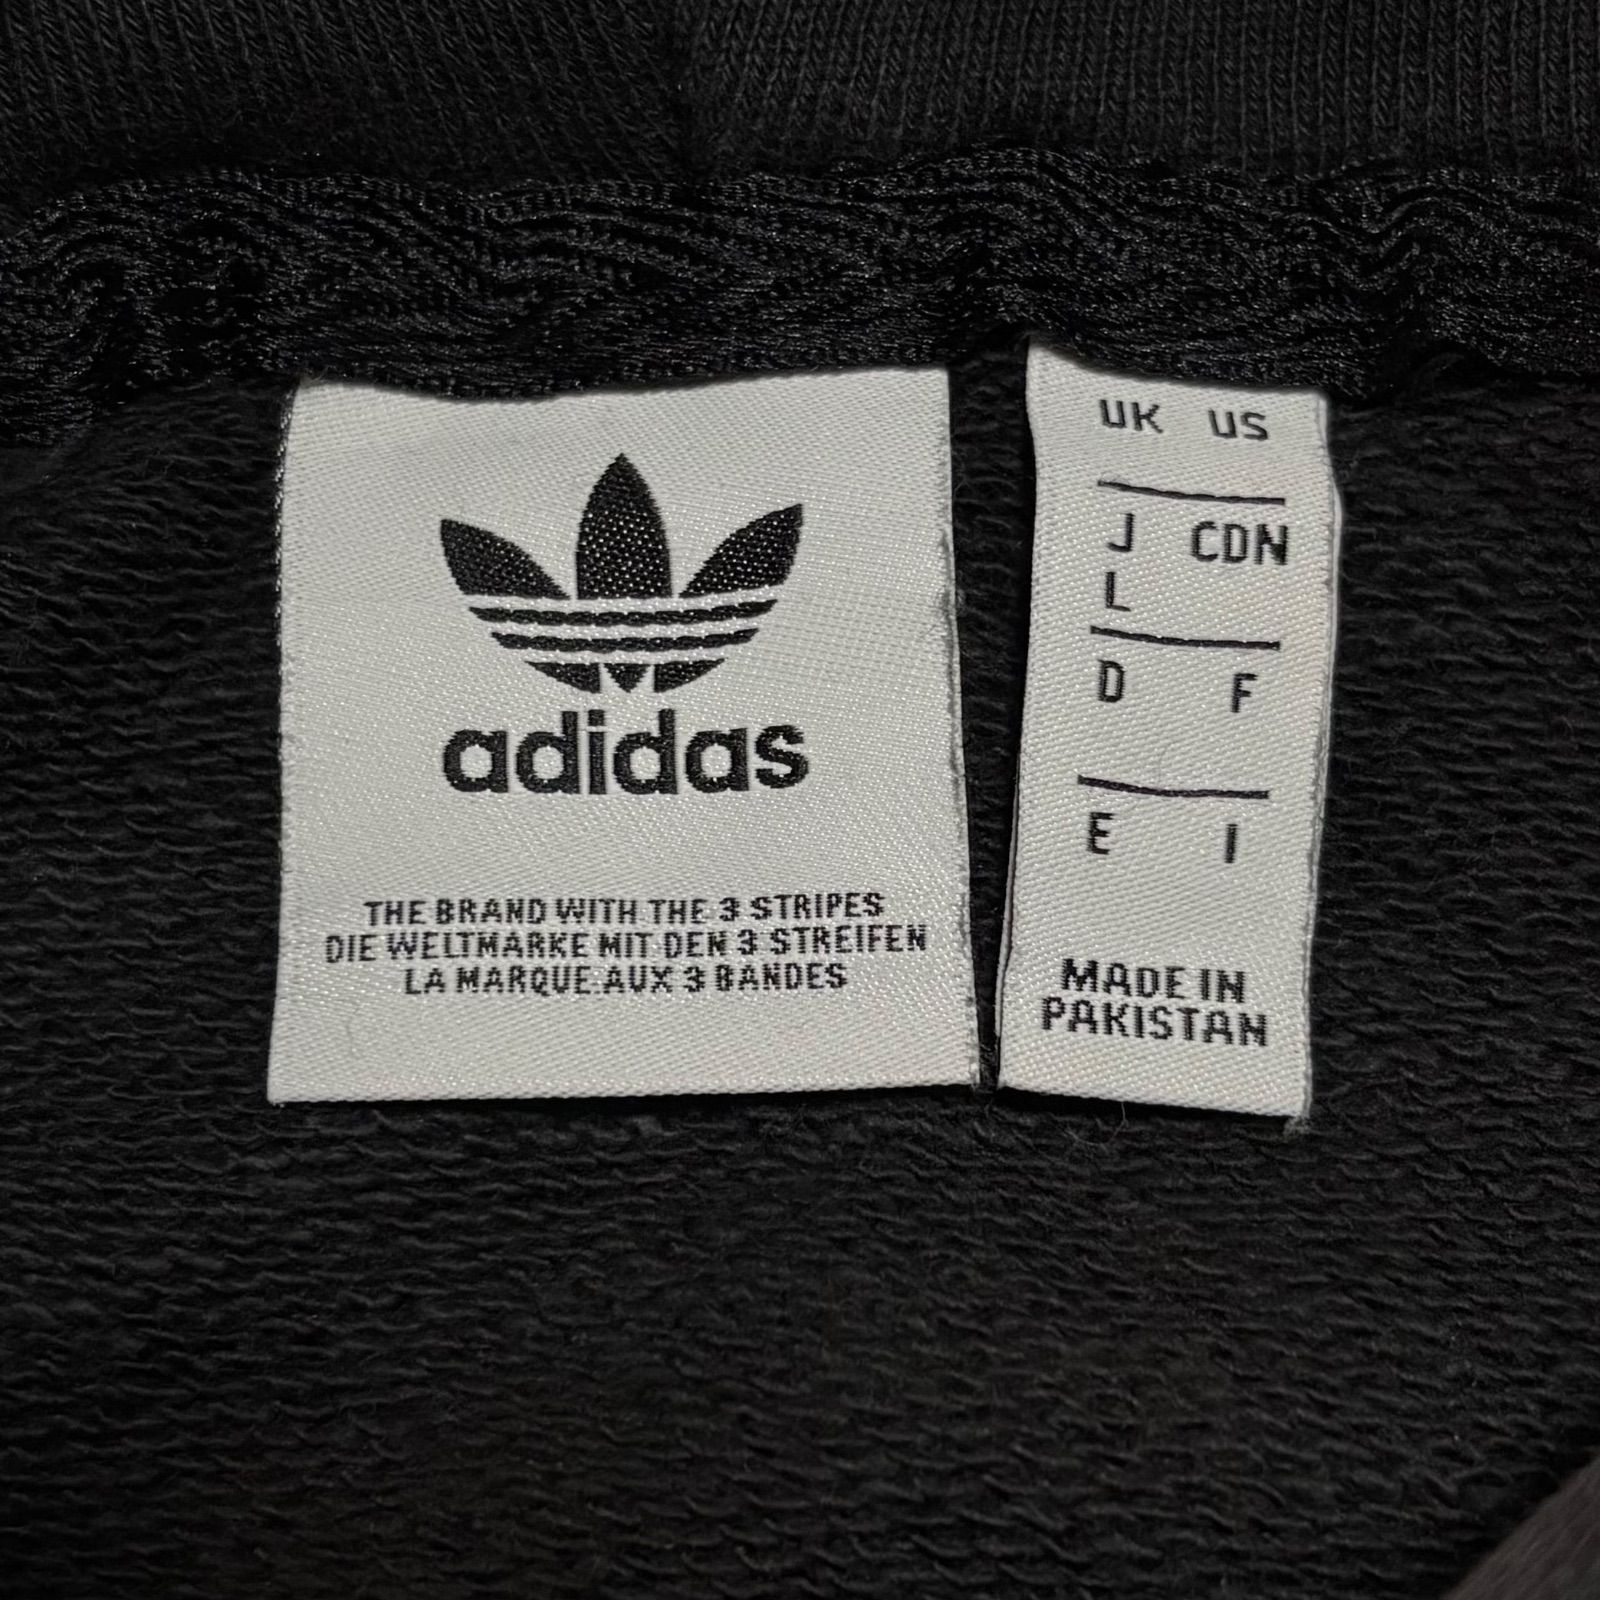 adidas
THE BRAND WITH THE 3 STRIPES
DIE WELTMARKE MIT DEN 3 STREIFEN
LA MARQUE AUX 3 BANDES
UK US
J CDN
L
D F
E I
MADE IN
PAKISTAN